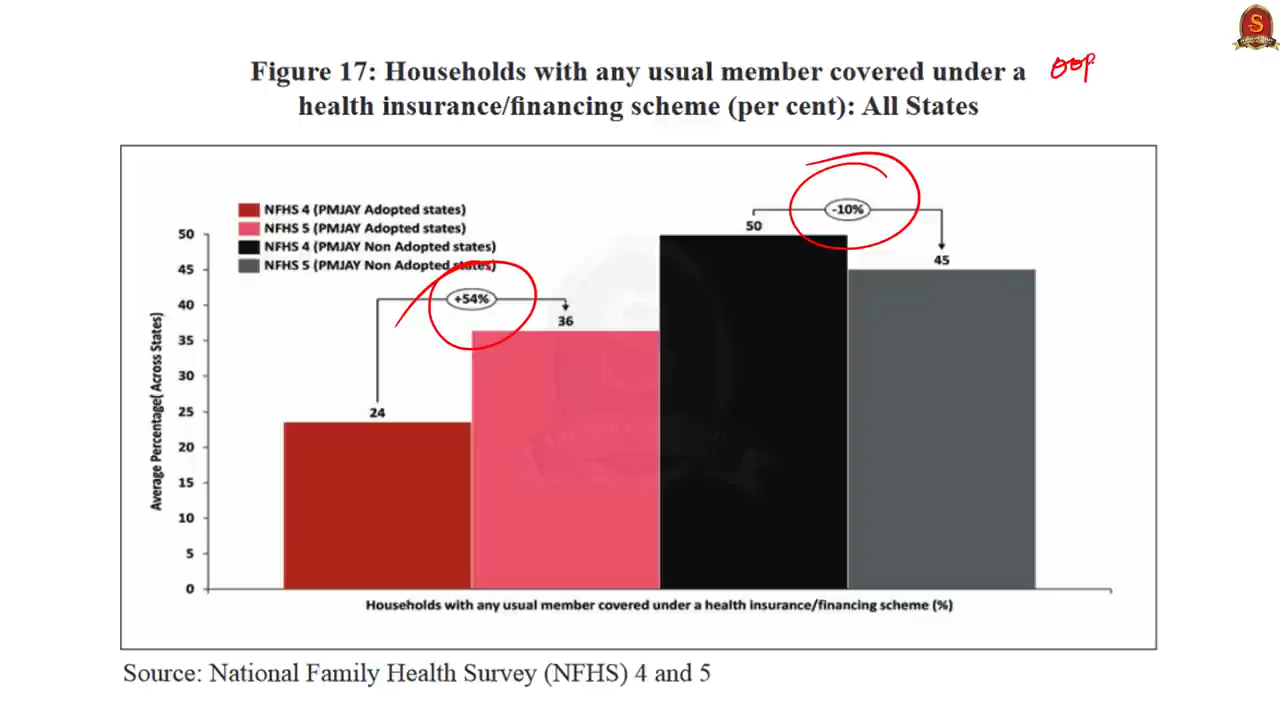 Figure 17: Households with any usual member covered under a
health insurance/financing scheme (per cent): All States
OOP
S
NFHS 4 (PMJAY Adopted states)
NFHS 5 (PMJAY Adopted states)
NFHS 4 (PMJAY Non Adopted states)
NFHS 5 (PMJAY Non Adopted states)
-10%
50
45
+54%
36
24
50
45
40
35
30
25
20
15
10
5
0
Average Percentage( Across States)
Households with any usual member covered under a health insurance/financing scheme (%)
Source: National Family Health Survey (NFHS) 4 and 5